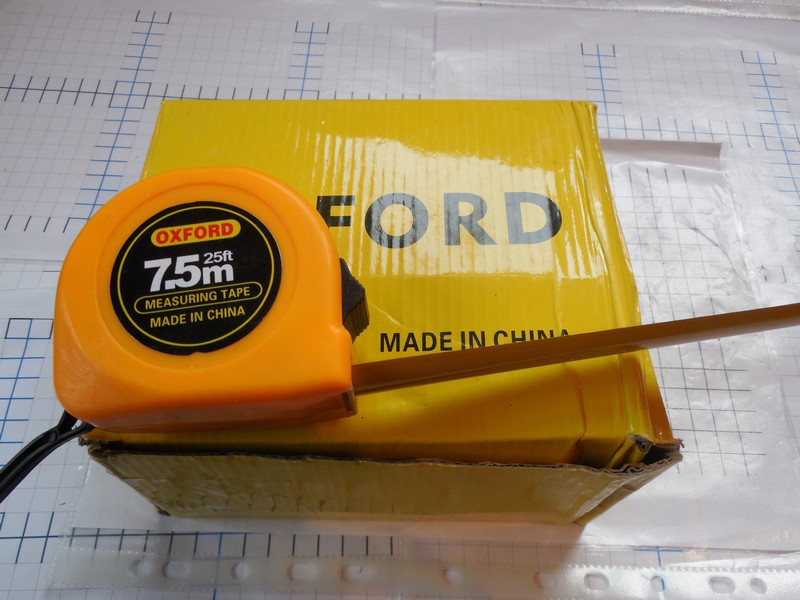 FORD
MADE IN CHINA
OXFORD
25ft
7.5m
MEASURING TAPE
MADE IN CHINA